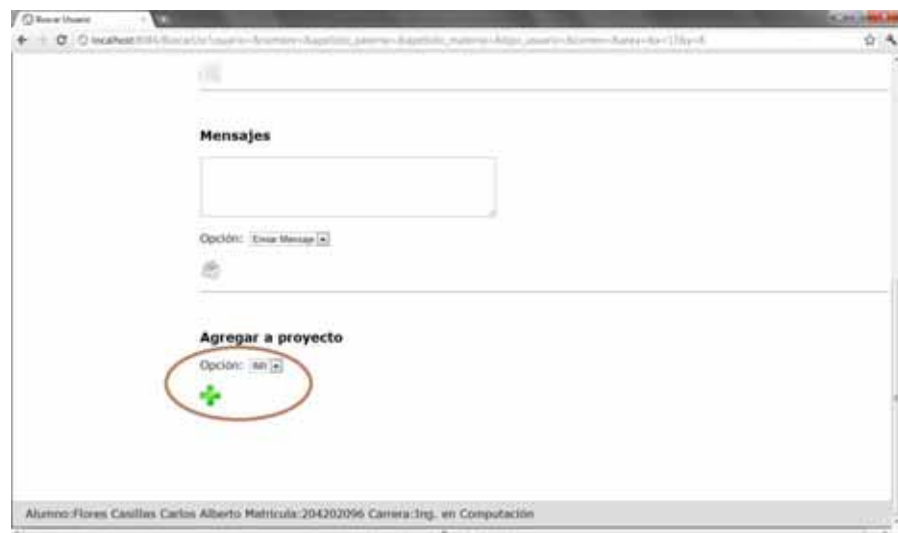 Buscar Usuario
localhost:8084/
Mensajes
Opción: Enviar Mensaje
Agregar a proyecto
Opción:
Alumno:Flores Casillas Carlos Alberto Matricula:204202096 Carrera:Ing. en Computación